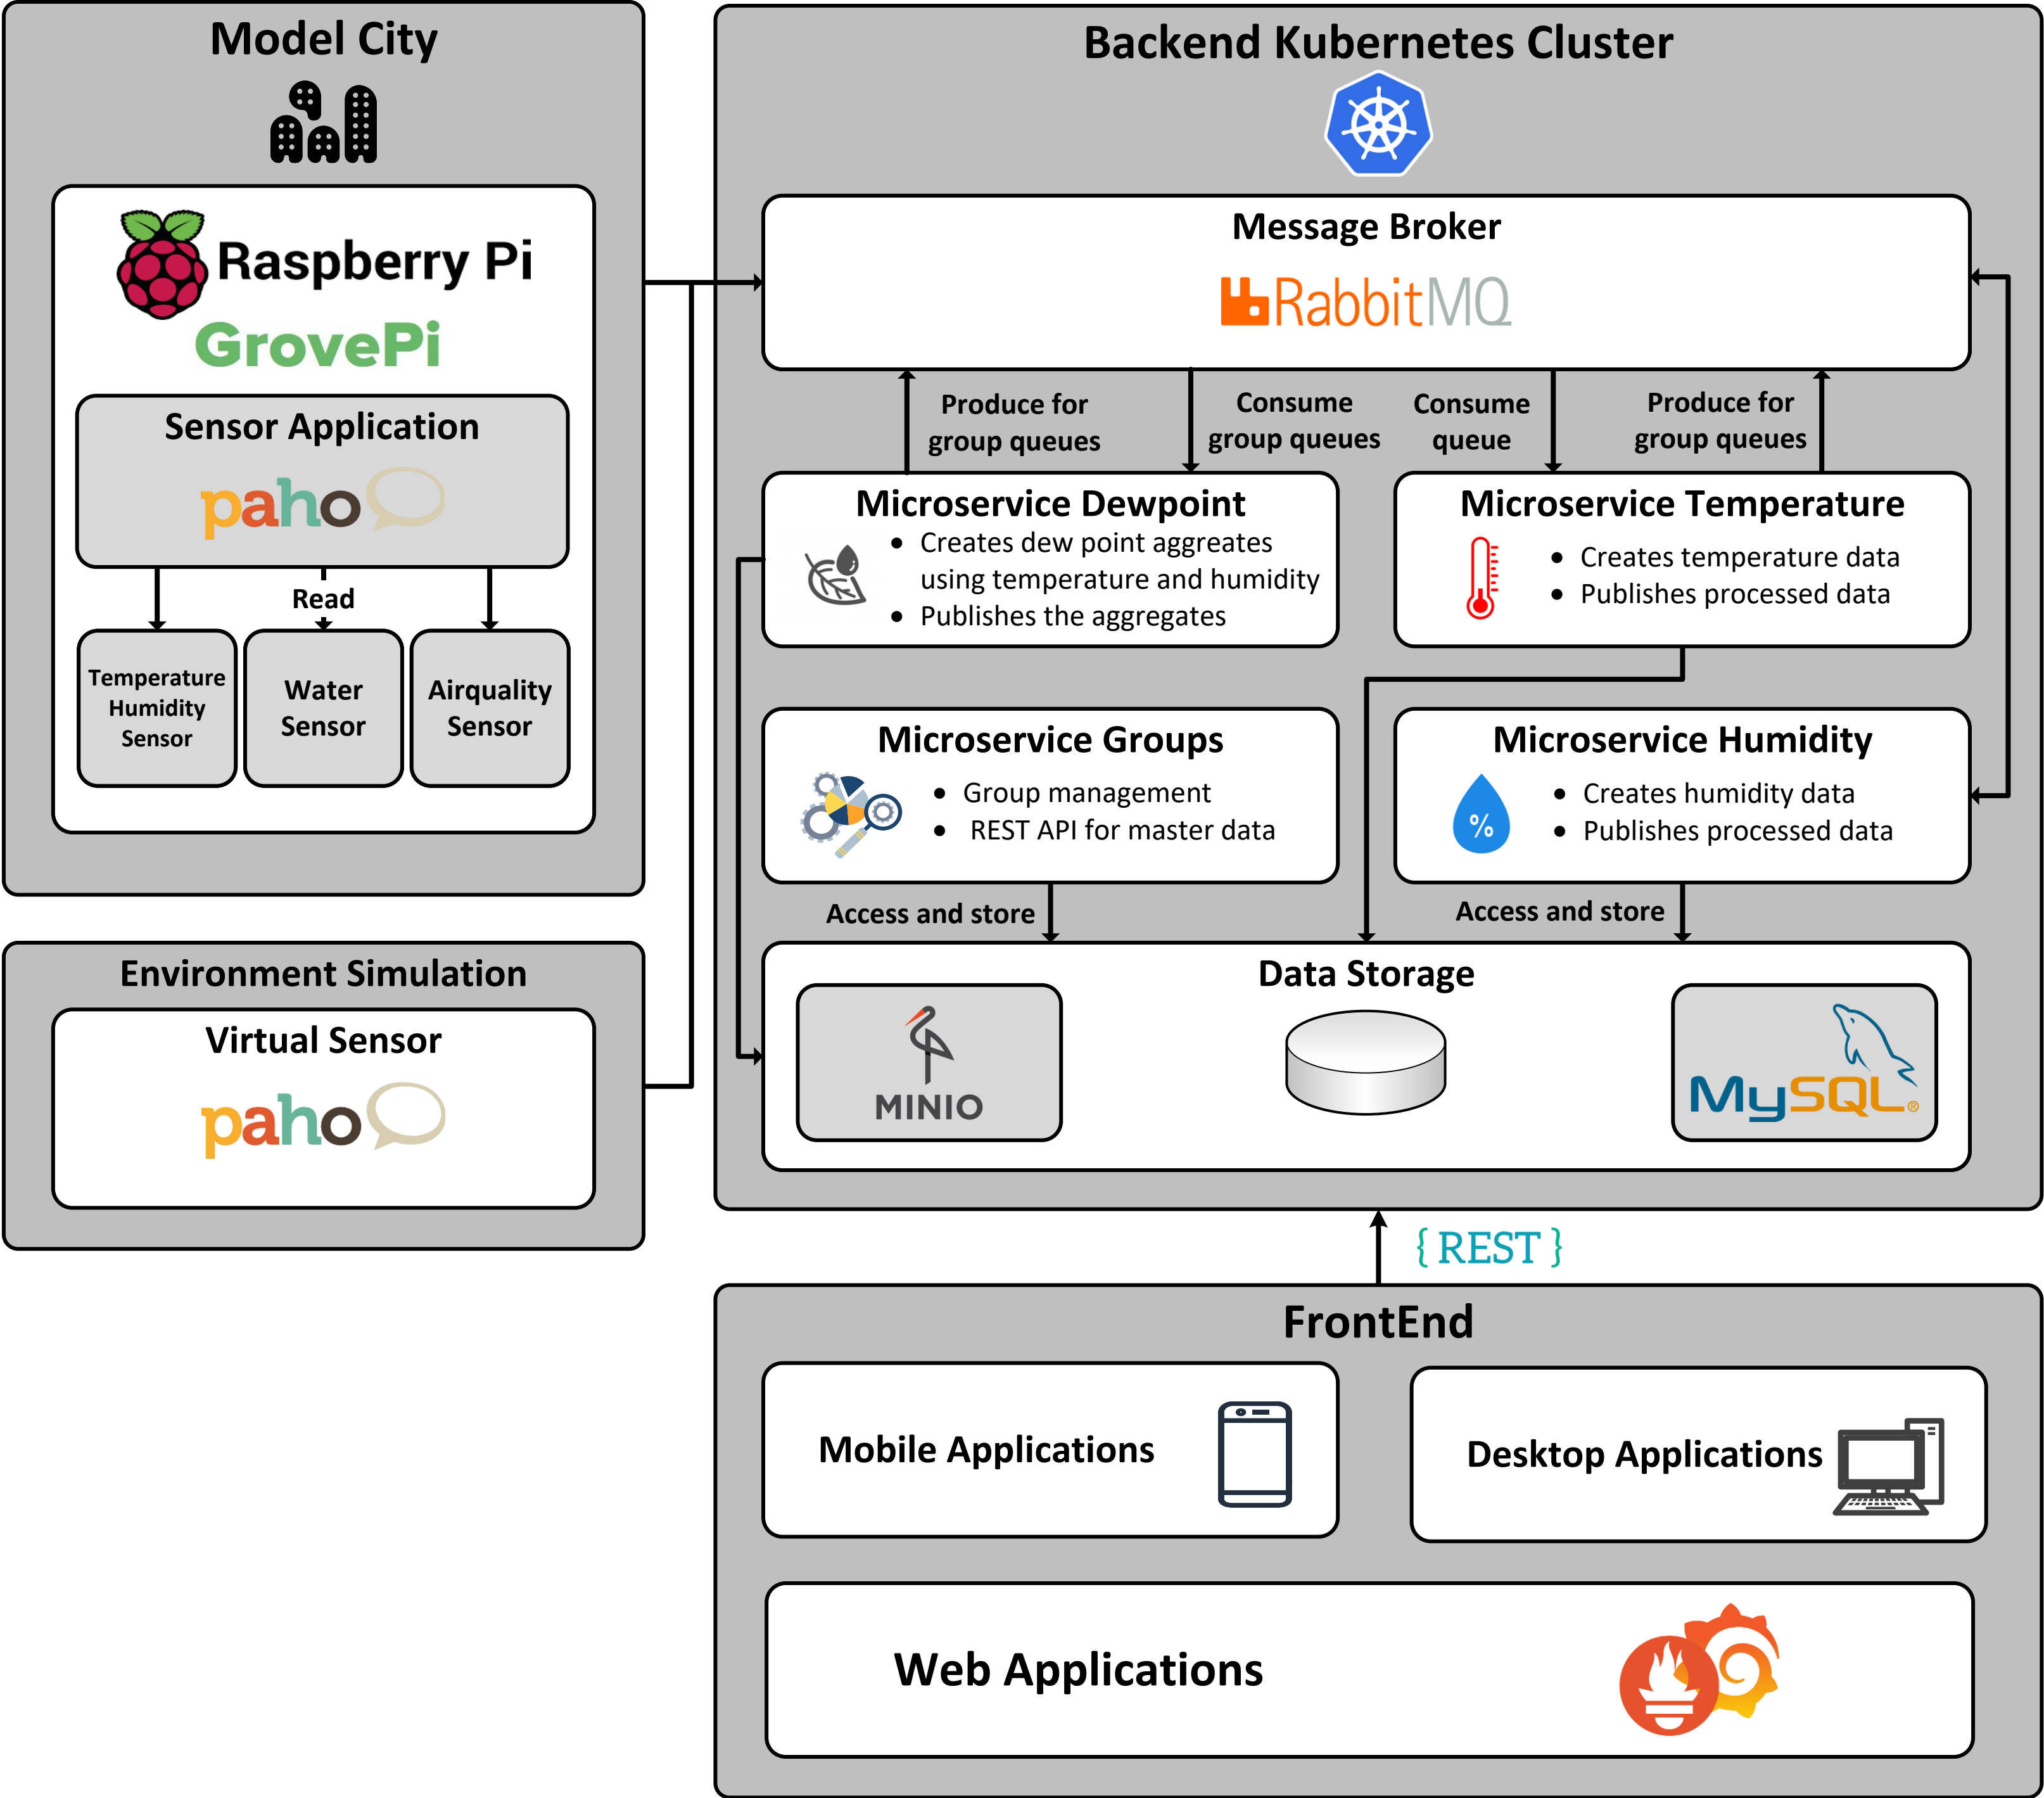 Model City
Raspberry Pi
GrovePi
Sensor Application
paho
Read
Temperature
Humidity
Sensor
Water
Sensor
Airquality
Sensor
Environment Simulation
Virtual Sensor
paho
Backend Kubernetes Cluster
Message Broker
RabbitMQ
Produce for
group queues
Consume
group queues
Consume
queue
Produce for
group queues
Microservice Dewpoint
• Creates dew point aggreates
using temperature and humidity
• Publishes the aggregates
Microservice Temperature
• Creates temperature data
• Publishes processed data
Microservice Groups
• Group management
• REST API for master data
Microservice Humidity
%
• Creates humidity data
• Publishes processed data
Access and store
Access and store
Data Storage
MINIO
MySQL®
{ REST }
FrontEnd
Mobile Applications
Desktop Applications
Web Applications